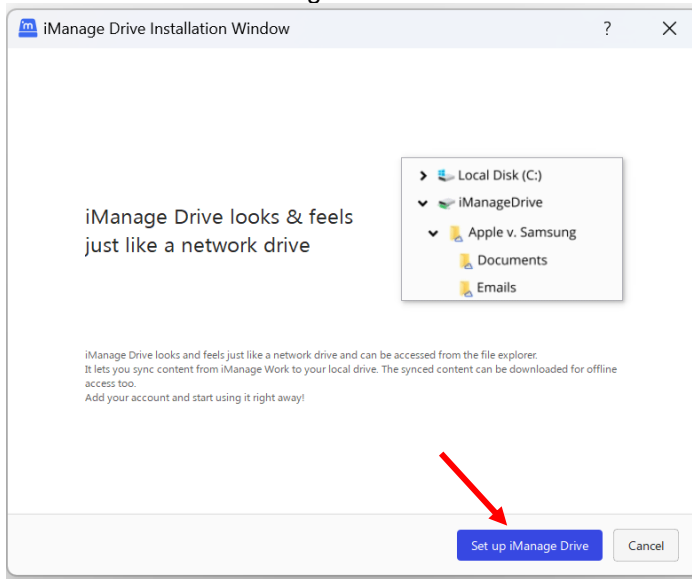 iManage Drive Installation Window
?
Local Disk (C:)
iManageDrive
Apple v. Samsung
Documents
Emails
iManage Drive looks & feels
just like a network drive
iManage Drive looks and feels just like a network drive and can be accessed from the file explorer.
It lets you sync content from iManage Work to your local drive. The synced content can be downloaded for offline
access too.
Add your account and start using it right away!
Set up iManage Drive
Cancel